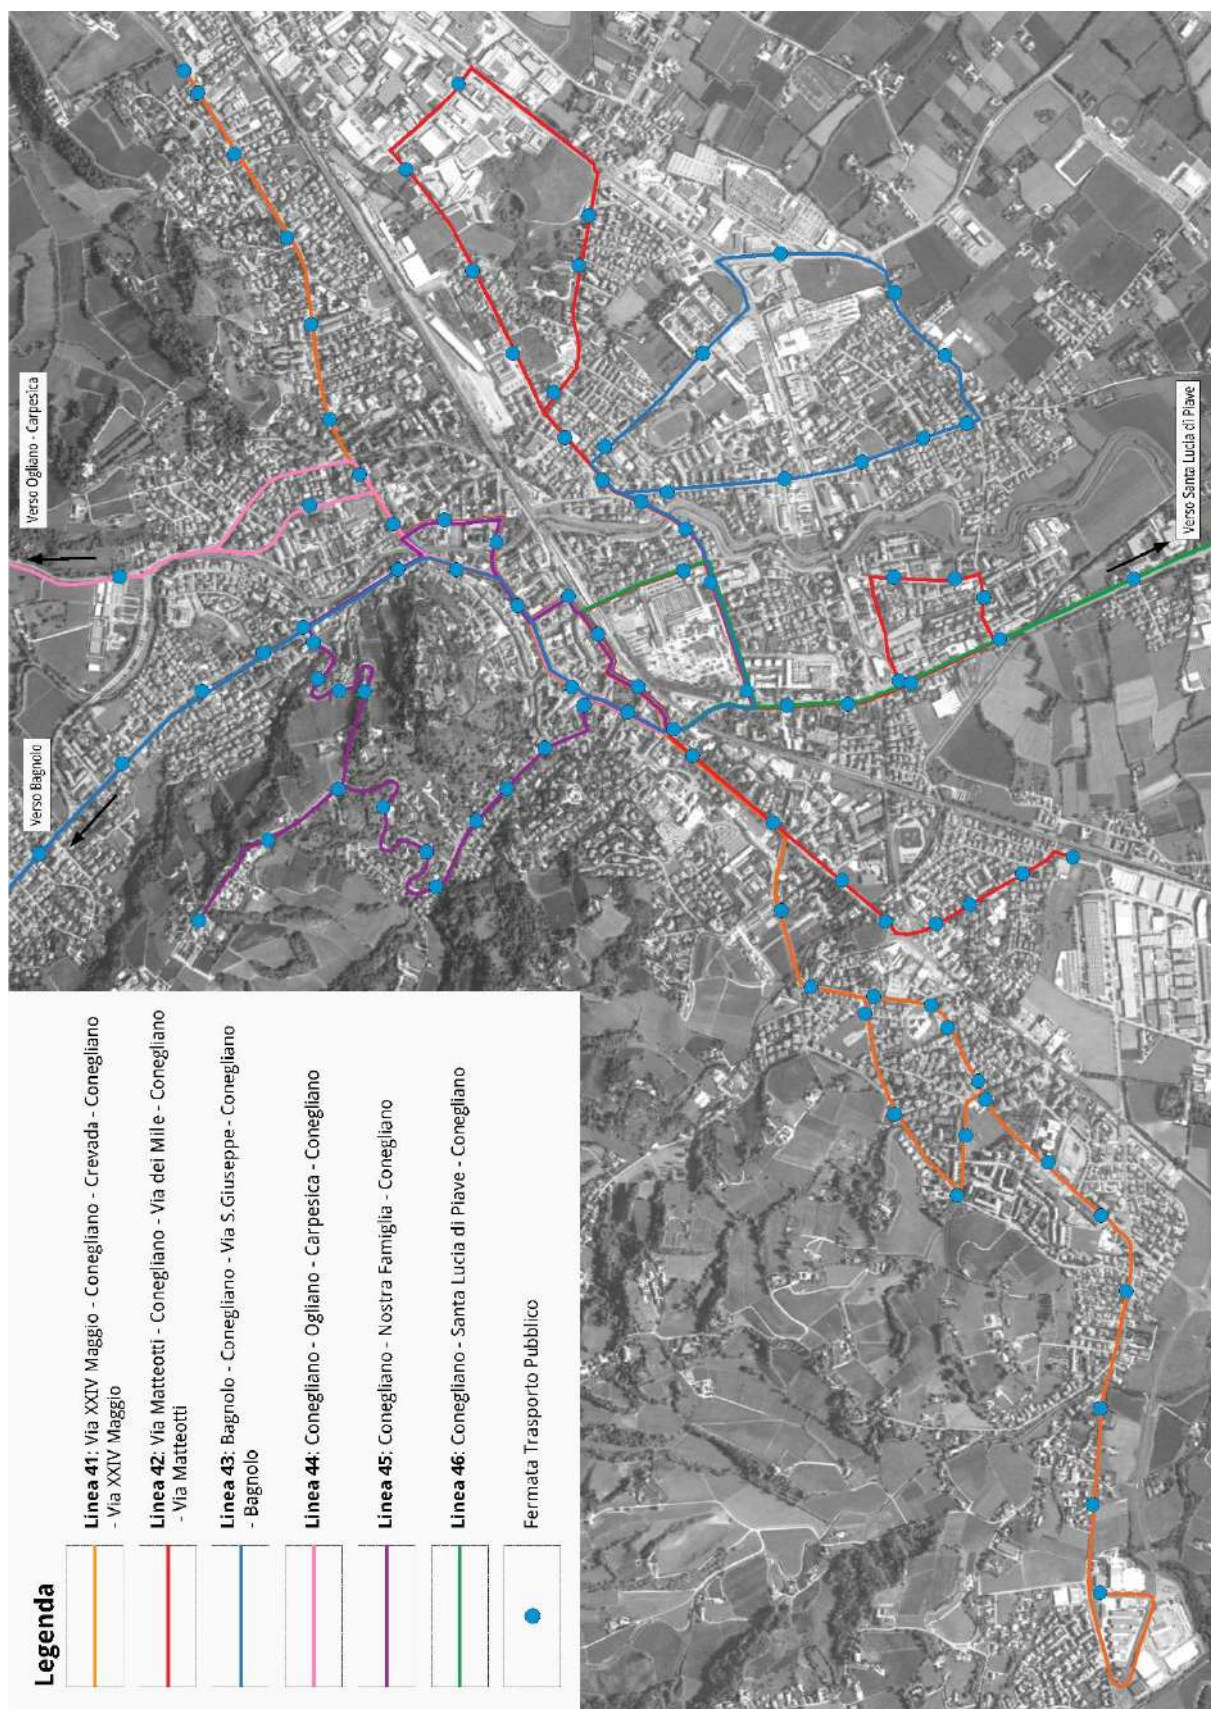 Legenda
Linea 41: Via XXIV Maggio - Conegliano - Crevada - Conegliano
- Via XXIV Maggio
Linea 42: Via Matteotti - Conegliano - Via dei Mile - Conegliano
- Via Matteotti
Linea 43: Bagnolo - Conegliano - Via S.Giuseppe - Conegliano
- Bagnolo
Linea 44: Conegliano - Ogliano - Carpesica - Conegliano
Linea 45: Conegliano - Nostra Famiglia - Conegliano
Linea 46: Conegliano - Santa Lucia di Piave - Conegliano
Fermata Trasporto Pubblico
Verso Bagnolo
Verso Ogliano - Carpesica
Verso Santa Lucia di Piave